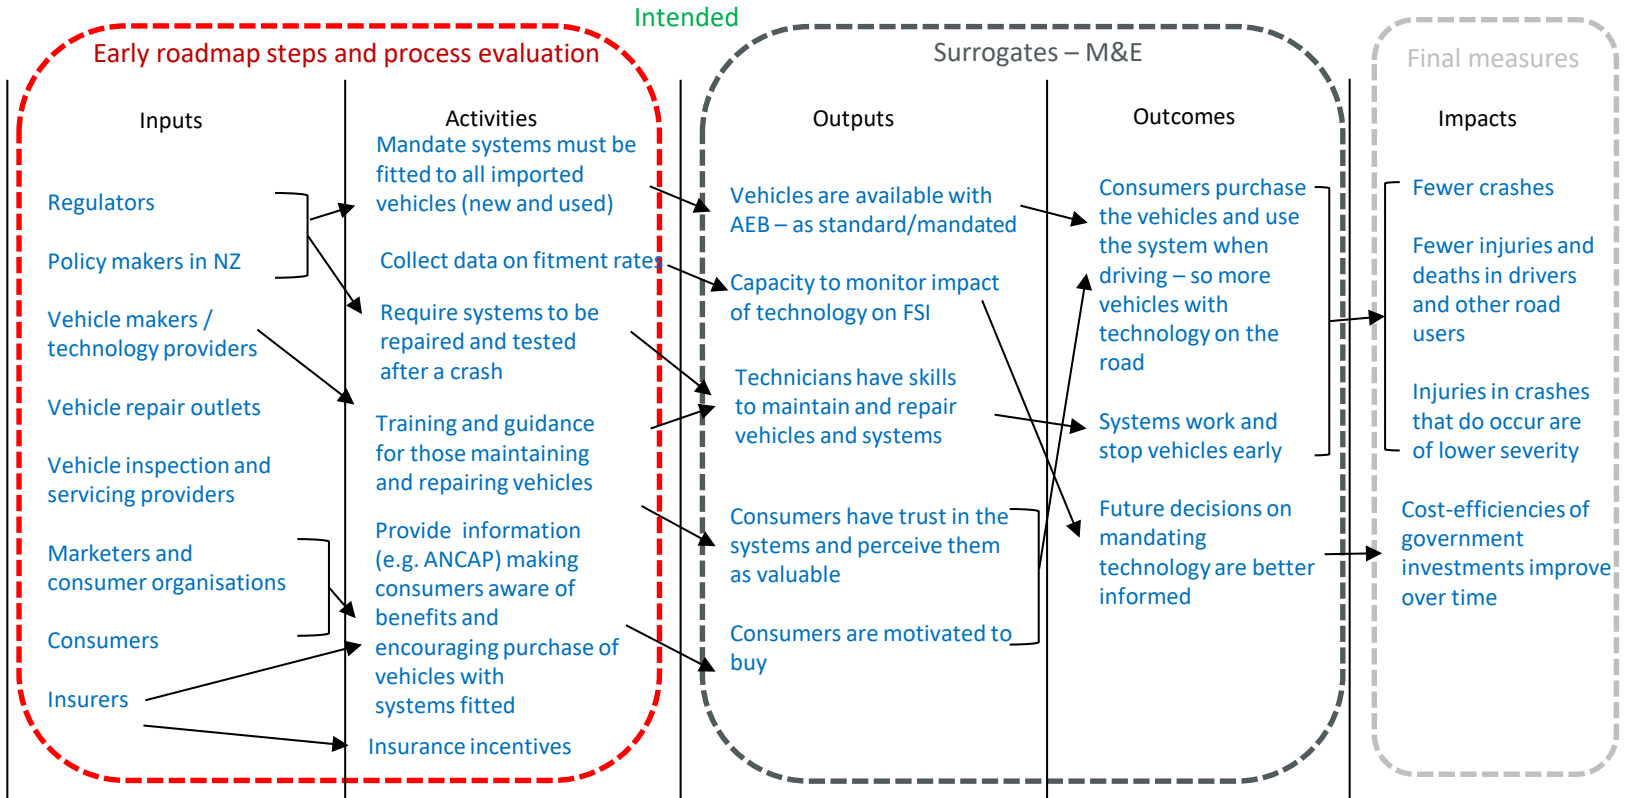 Intended
Early roadmap steps and process evaluation
Surrogates – M&E
Final measures
Inputs
Regulators
Policy makers in NZ
Vehicle makers /
technology providers
Vehicle repair outlets
Vehicle inspection and
servicing providers
Marketers and
consumer organisations
Consumers
Insurers
Activities
Mandate systems must be
fitted to all imported
vehicles (new and used)
Collect data on fitment rates
Require systems to be
repaired and tested
after a crash
Training and guidance
for those maintaining
and repairing vehicles
Provide information
(e.g. ANCAP) making
consumers aware of
benefits and
encouraging purchase of
vehicles with
systems fitted
Insurance incentives
Outputs
Vehicles are available with
AEB – as standard/mandated
Capacity to monitor impact
of technology on FSI
Technicians have skills
to maintain and repair
vehicles and systems
Consumers have trust in the
systems and perceive them
as valuable
Consumers are motivated to
buy
Outcomes
Consumers purchase
the vehicles and use
the system when
driving – so more
vehicles with
technology on the
road
Systems work and
stop vehicles early
Future decisions on
mandating
technology are better
informed
Impacts
Fewer crashes
Fewer injuries and
deaths in drivers
and other road
users
Injuries in crashes
that do occur are
of lower severity
Cost-efficiencies of
government
investments improve
over time